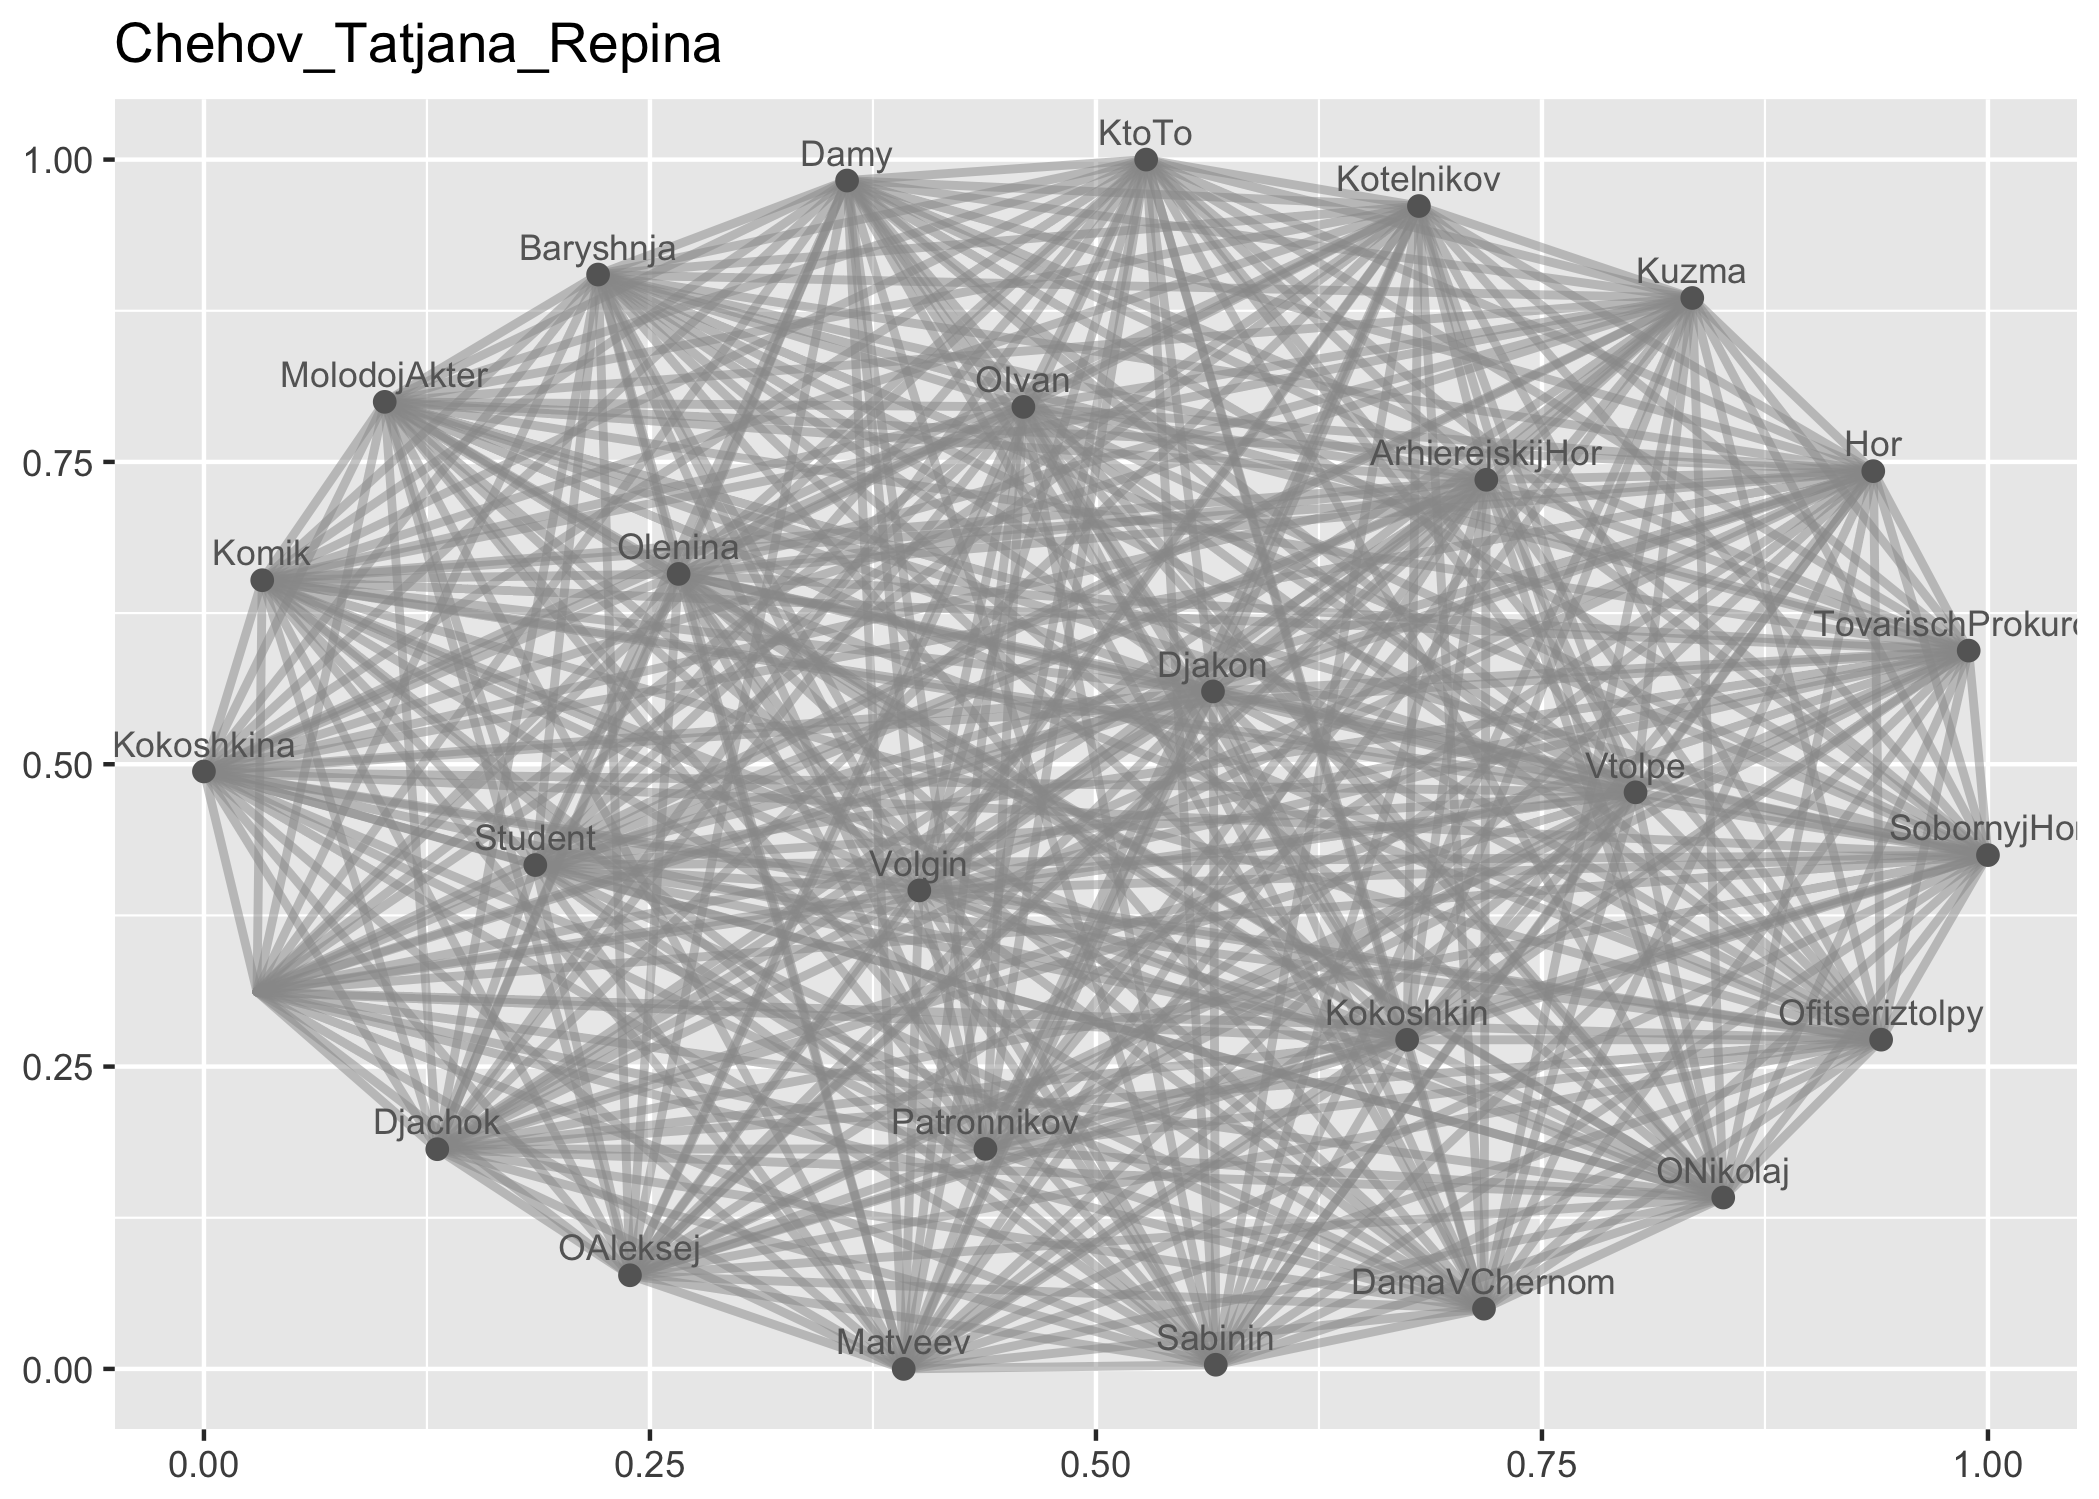 Chehov_Tatjana_Repina
1.00
0.75
0.50
0.25
0.00
KtoTo
Damy
Kotelnikov
Baryshnja
Kuzma
MolodojAkter
OIvan
Hor
ArhierejskijHor
Olenina
Komik
TovarischProkuro
Djakon
Kokoshkina
Vtolpe
SobornyjHor
Student
Volgin
Kokoshkin
Ofitseriztolpy
Djachok
Patronnikov
ONikolaj
OAleksej
DamaVChernom
Sabinin
Matveev
0.00 0.25 0.50 0.75 1.00